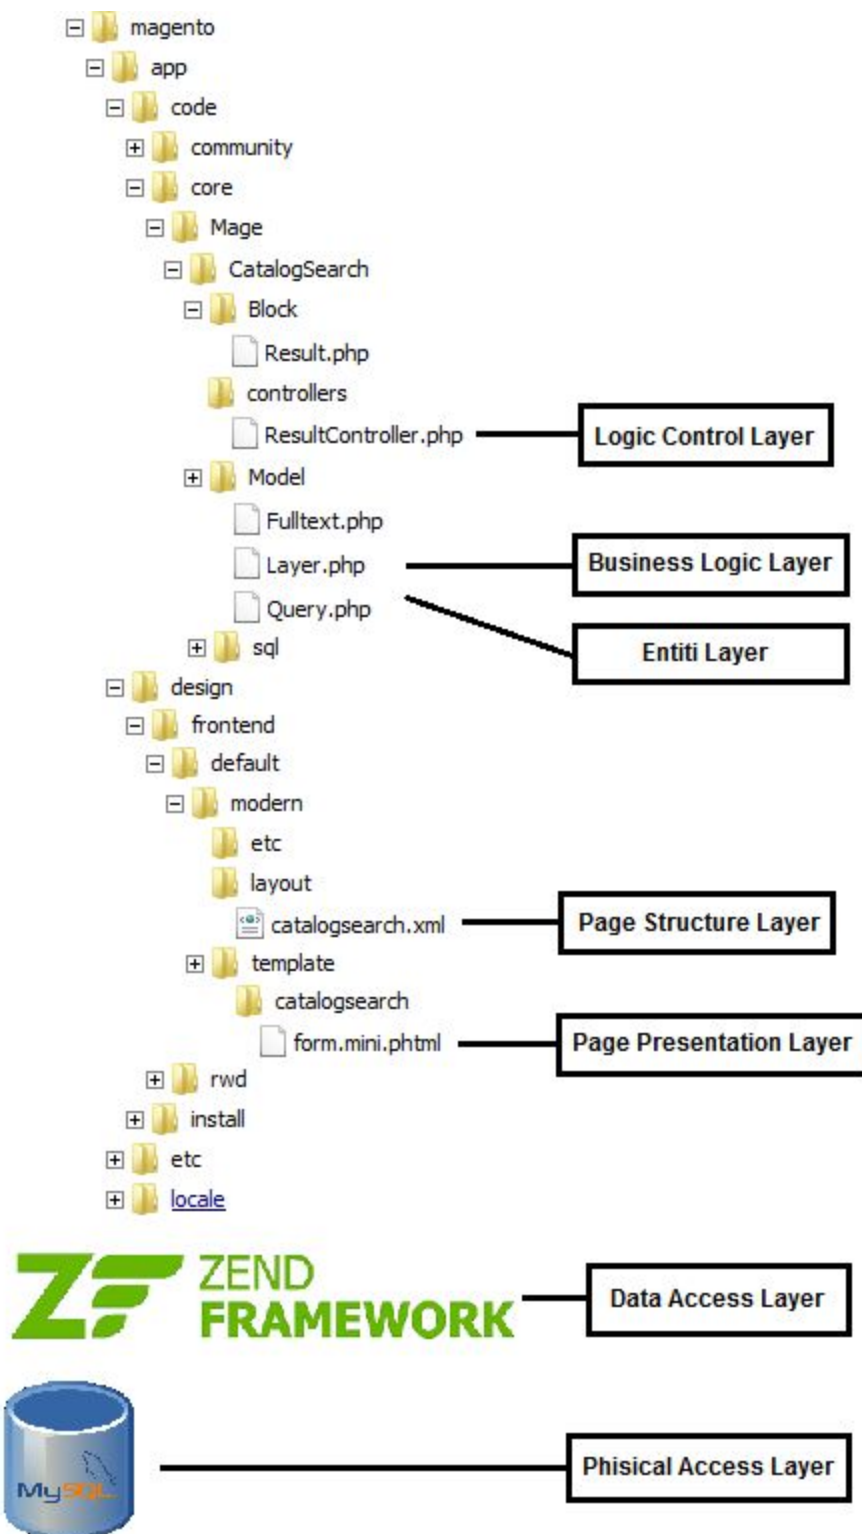 magento
app
code
community
core
Mage
CatalogSearch
Block
Result.php
controllers
ResultController.php
Logic Control Layer
Model
Fulltext.php
Layer.php
Business Logic Layer
Query.php
Entiti Layer
sql
design
frontend
default
modern
etc
layout
catalogsearch.xml
Page Structure Layer
template
catalogsearch
form.mini.phtml
Page Presentation Layer
rwd
install
etc
locale
ZF
ZEND
FRAMEWORK
Data Access Layer
MySQL
Phisical Access Layer